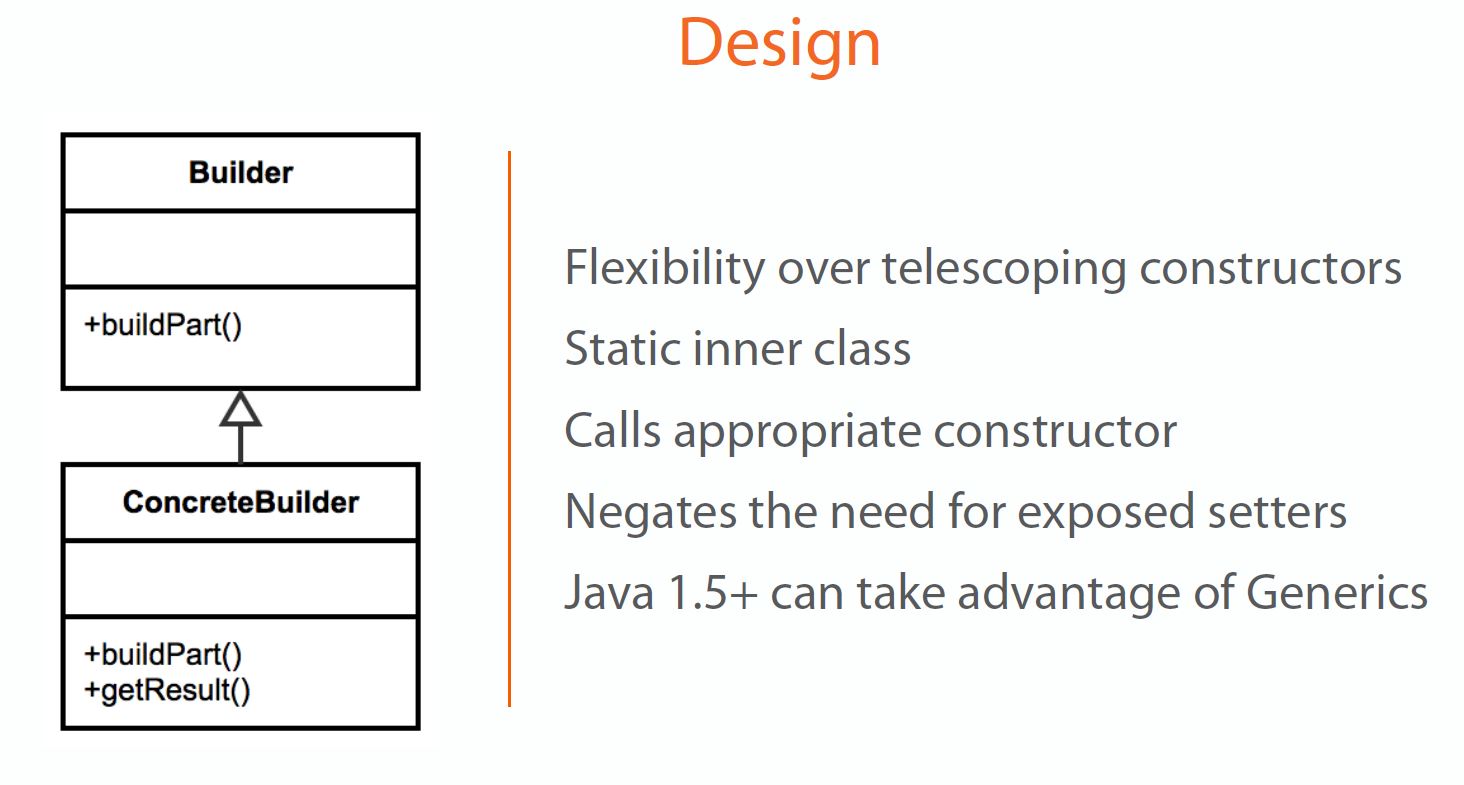 Design
Builder
+buildPart()
ConcreteBuilder
+buildPart()
+getResult()
Flexibility over telescoping constructors
Static inner class
Calls appropriate constructor
Negates the need for exposed setters
Java 1.5+ can take advantage of Generics